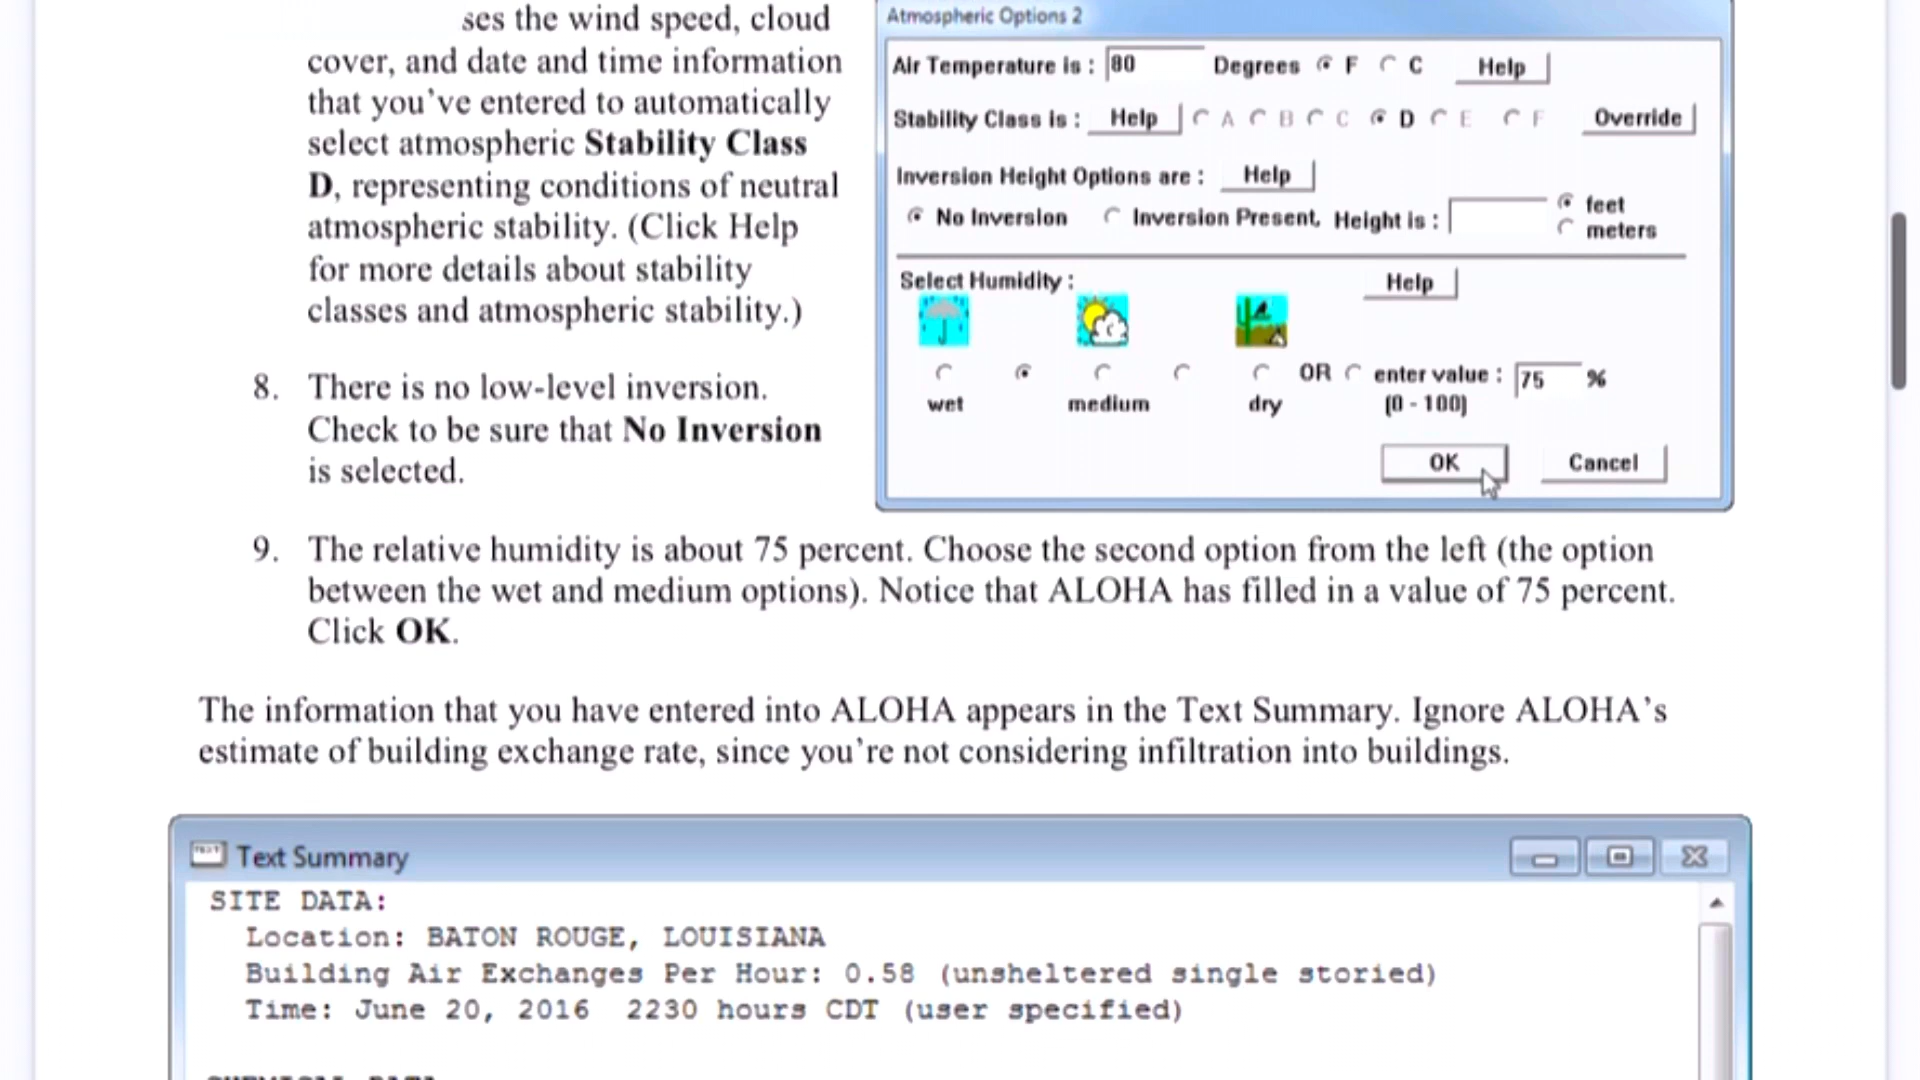 ses the wind speed, cloud
cover, and date and time information
that you've entered to automatically
select atmospheric Stability Class
D, representing conditions of neutral
atmospheric stability. (Click Help
for more details about stability
classes and atmospheric stability.)
8. There is no low-level inversion.
Check to be sure that No Inversion
is selected.
Atmospheric Options 2
Air Temperature is : 80 Degrees F C Help
Stability Class is : Help A B C D E F Override
Inversion Height Options are : Help
No Inversion Inversion Present, Height is : feet
meters
Select Humidity : Help
OR enter value : 75 %
wet medium dry (0 - 100)
OK Cancel
9. The relative humidity is about 75 percent. Choose the second option from the left (the option
between the wet and medium options). Notice that ALOHA has filled in a value of 75 percent.
Click OK.
The information that you have entered into ALOHA appears in the Text Summary. Ignore ALOHA's
estimate of building exchange rate, since you're not considering infiltration into buildings.
Text Summary
SITE DATA:
Location: BATON ROUGE, LOUISIANA
Building Air Exchanges Per Hour: 0.58 (unsheltered single storied)
Time: June 20, 2016 2230 hours CDT (user specified)